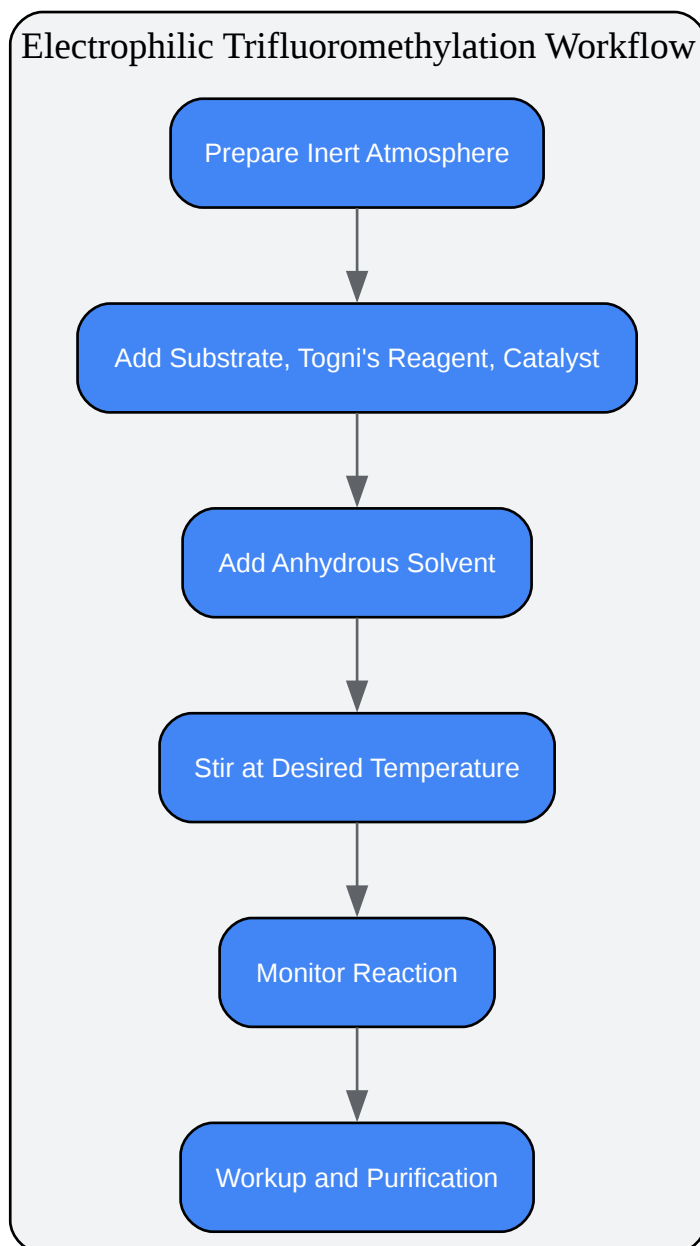 Electrophilic Trifluoromethylation Workflow
Prepare Inert Atmosphere
Add Substrate, Togni's Reagent, Catalyst
Add Anhydrous Solvent
Stir at Desired Temperature
Monitor Reaction
Workup and Purification